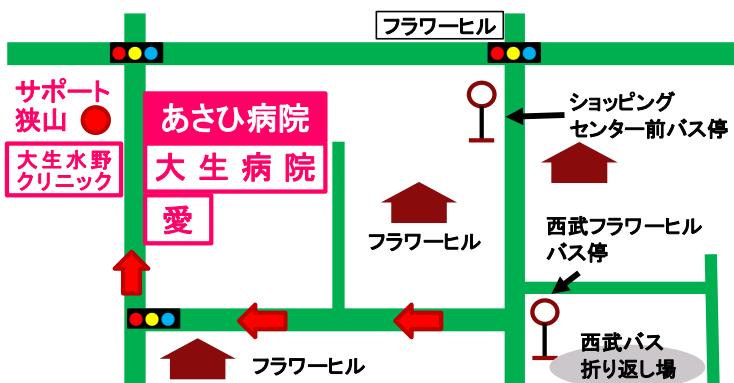 フラワーヒル
サポート
狭山
あさひ病院
大生水野
クリニック
大生病院
愛
ショッピング
センター前バス停
フラワーヒル
西武フラワーヒル
バス停
フラワーヒル
西武バス
折り返し場